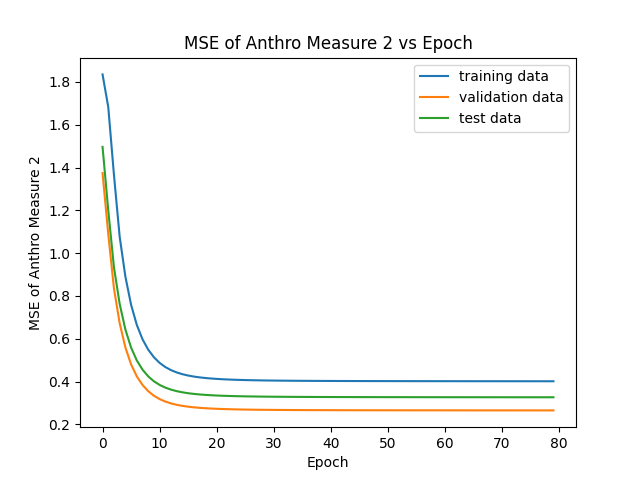 MSE of Anthro Measure 2 vs Epoch
training data
validation data
test data
MSE of Anthro Measure 2
1.8
1.6
1.4
1.2
1.0
0.8
0.6
0.4
0.2
0 10 20 30 40 50 60 70 80
Epoch